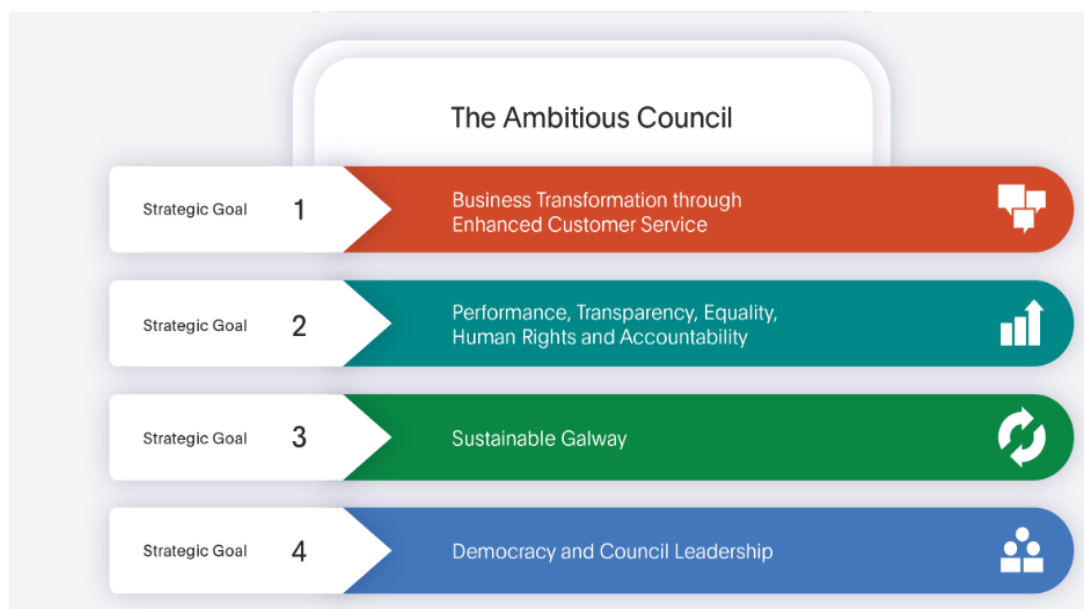 The Ambitious Council
Strategic Goal 1
Business Transformation through
Enhanced Customer Service
Strategic Goal 2
Performance, Transparency, Equality,
Human Rights and Accountability
Strategic Goal 3
Sustainable Galway
Strategic Goal 4
Democracy and Council Leadership